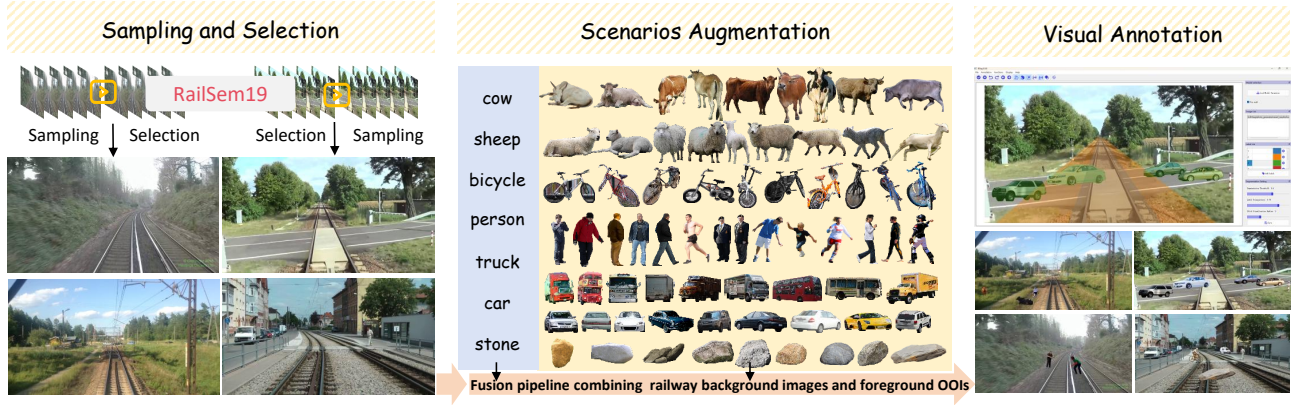 Sampling and Selection
RailSem19
Sampling Selection Selection Sampling
Scenarios Augmentation
cow
sheep
bicycle
person
truck
car
stone
Fusion pipeline combining railway background images and foreground OOIs
Visual Annotation